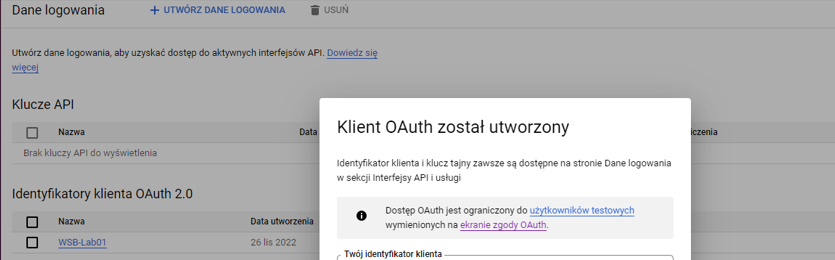 Dane logowania
+ UTWÓRZ DANE LOGOWANIA
USUŃ
Utwórz dane logowania, aby uzyskać dostęp do aktywnych interfejsów API. Dowiedz się
więcej
Klucze API
Nazwa
Data
Brak kluczy API do wyświetlenia
Identyfikatory klienta OAuth 2.0
Nazwa
Data utworzenia
WSB-Lab01
26 lis 2022
Klient OAuth został utworzony
Identyfikator klienta i klucz tajny zawsze są dostępne na stronie Dane logowania
w sekcji Interfejsy API i usługi
Dostęp OAuth jest ograniczony do użytkowników testowych
wymienionych na ekranie zgody OAuth.
Twój identyfikator klienta